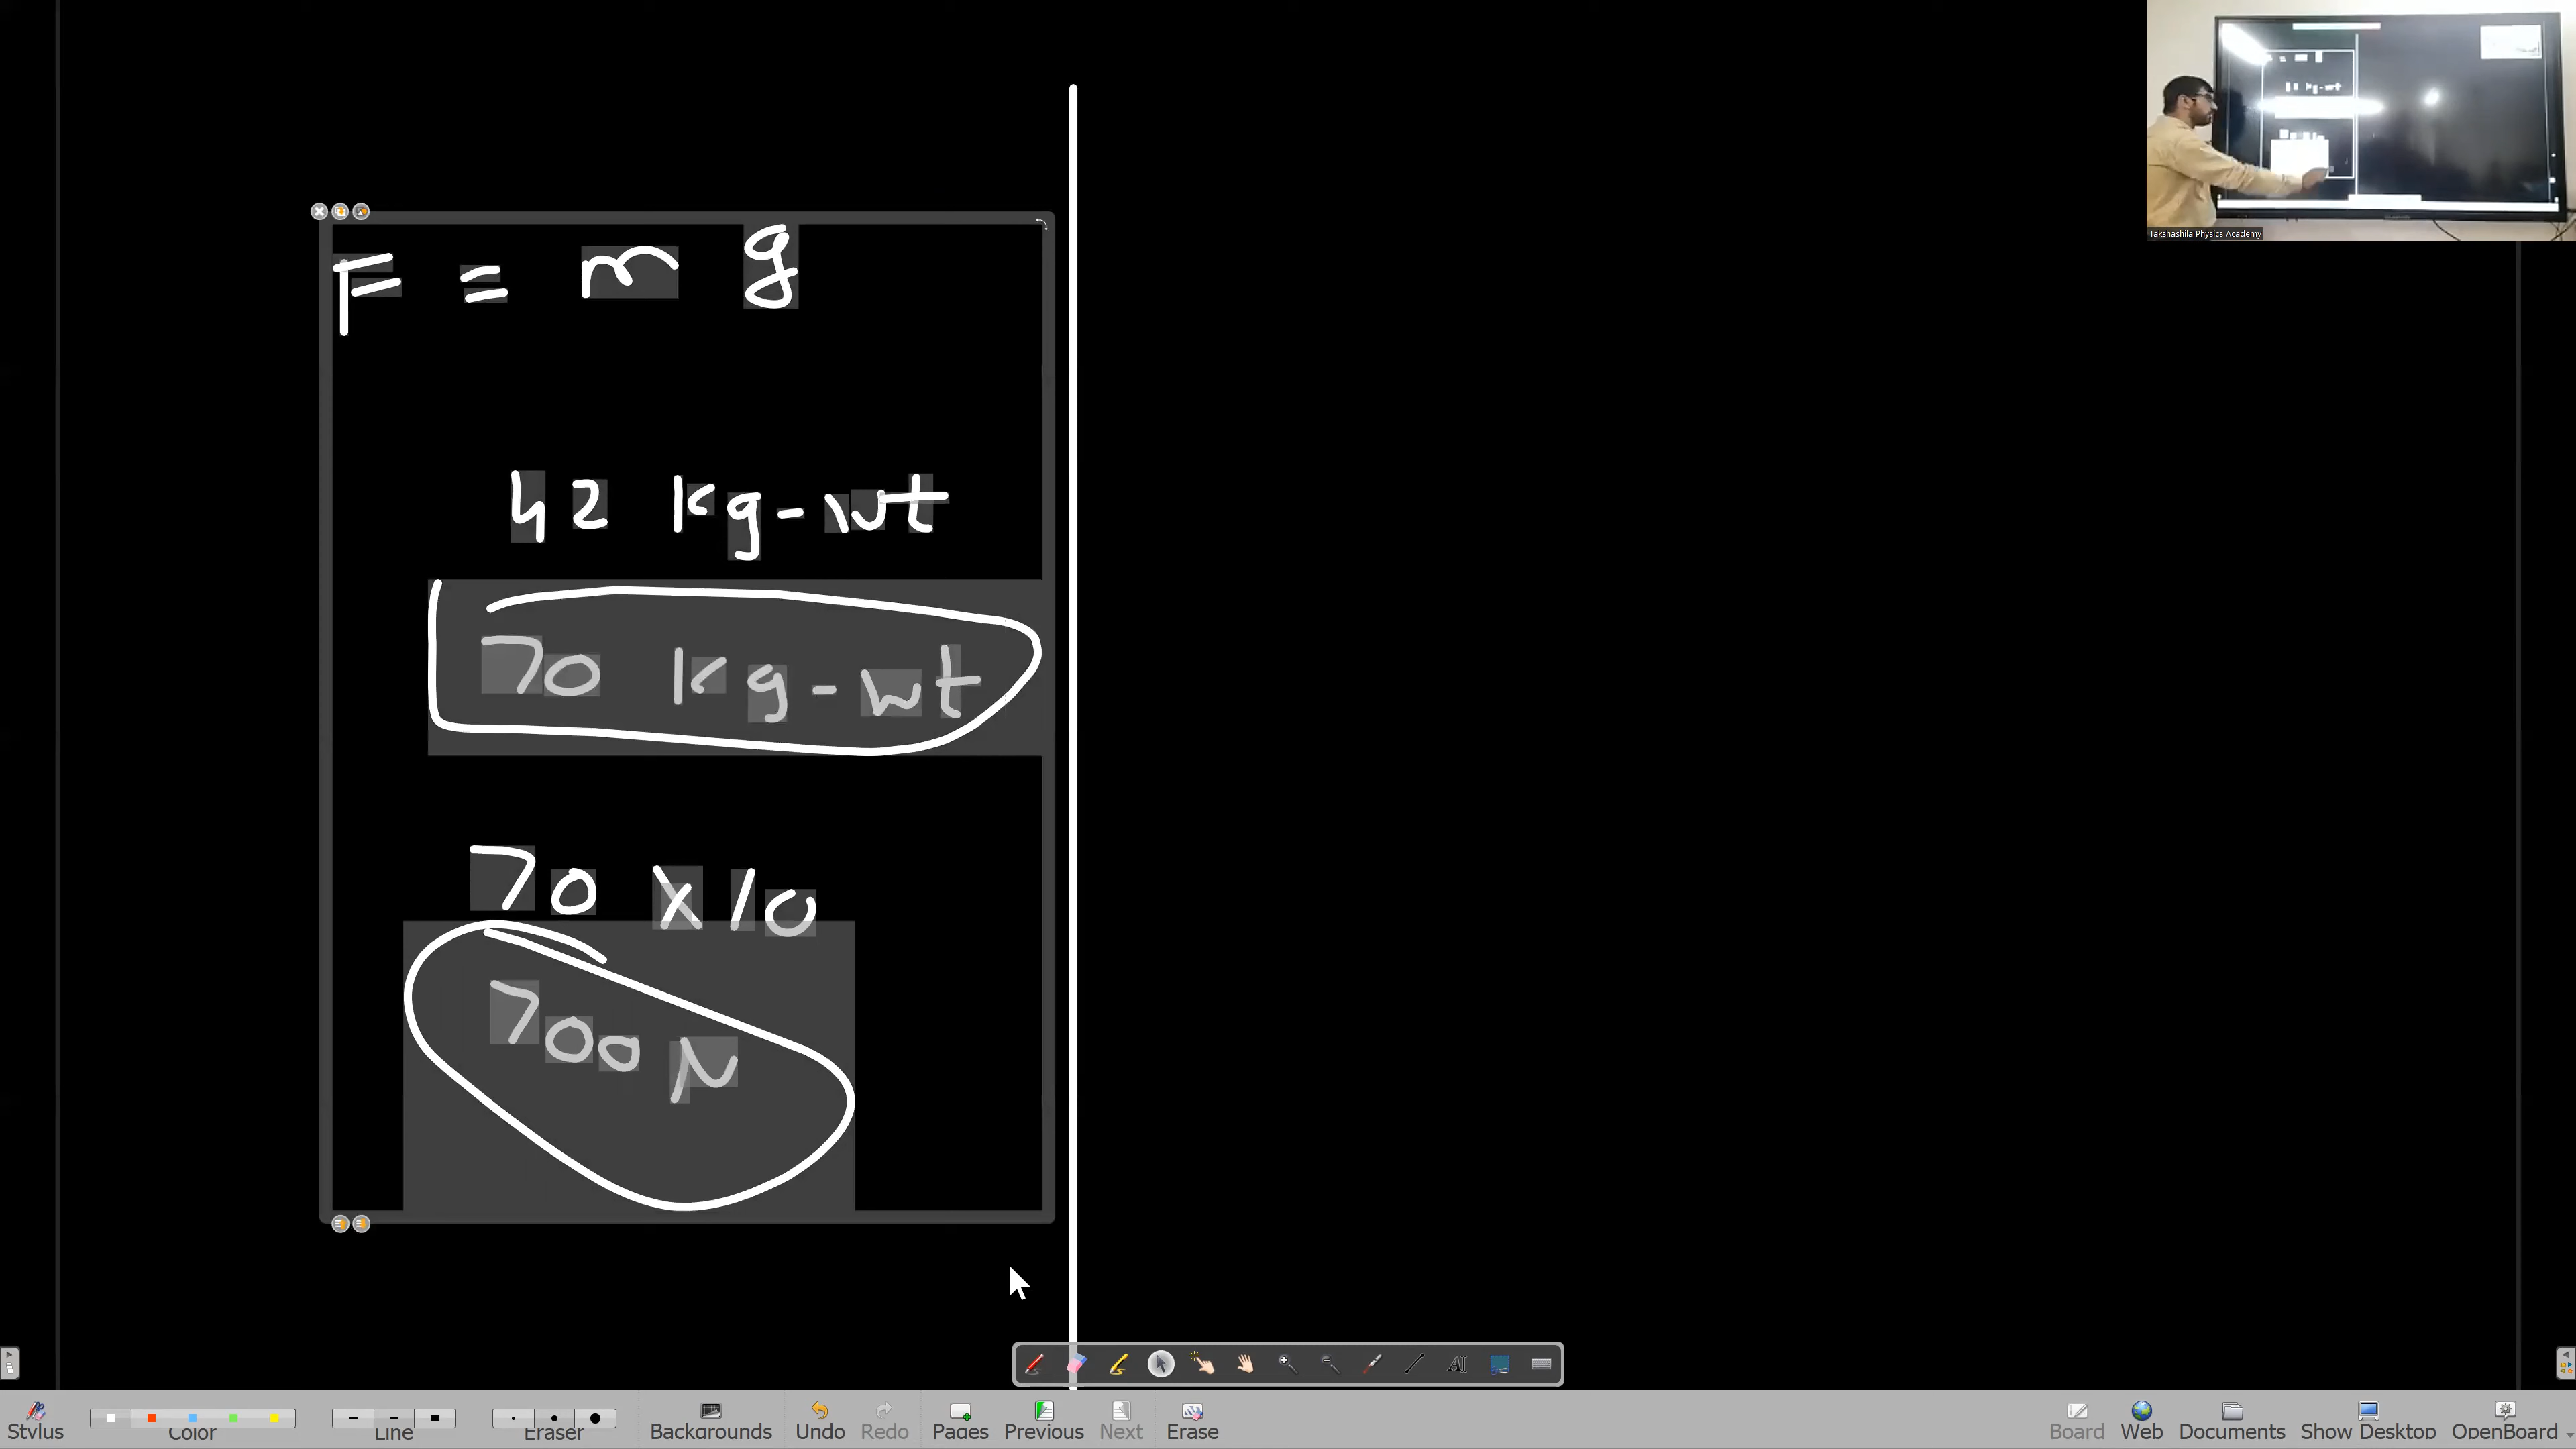 Takshashila Physics Academy
F = m g
42 kg-wt
70 kg-wt
70 x 10
700 N
Stylus
Color
Line
Eraser
Backgrounds
Undo
Redo
Pages
Previous
Next
Erase
Board
Web
Documents
Show Desktop
OpenBoard